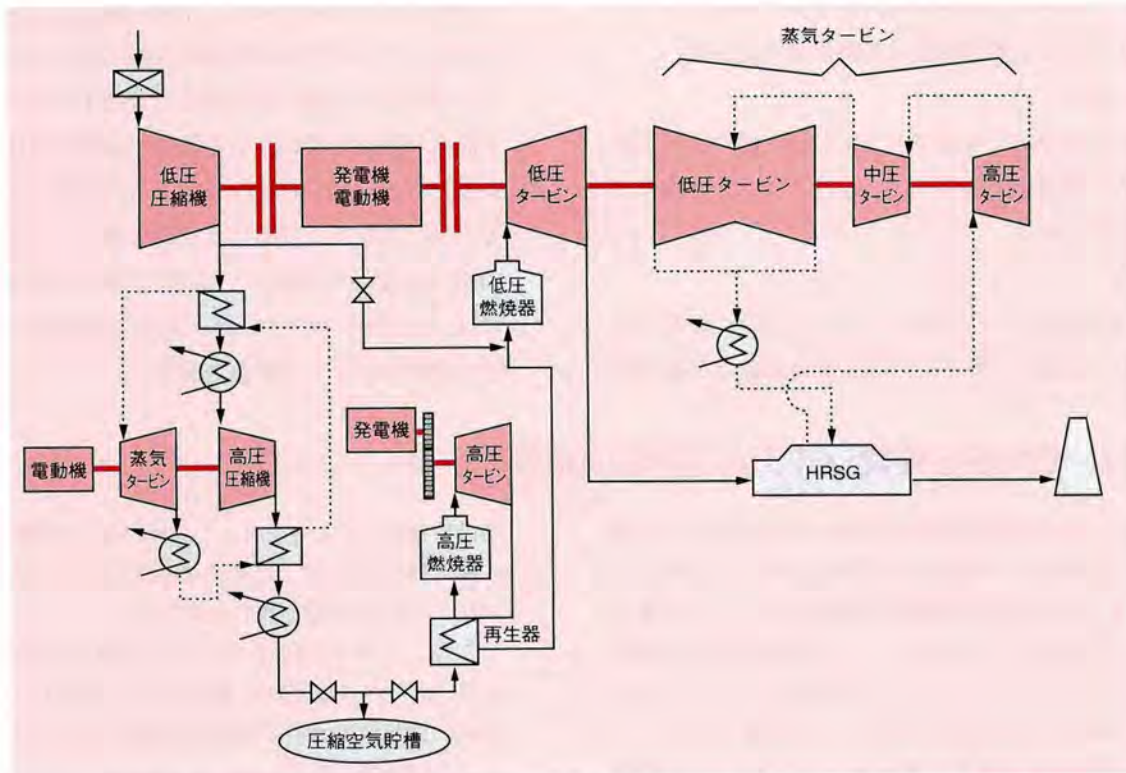 蒸気タービン
低圧
圧縮機
発電機
電動機
低圧
タービン
低圧タービン
中圧
タービン
高圧
タービン
低圧
燃焼器
発電機
高圧
タービン
電動機
蒸気
タービン
高圧
圧縮機
HRSG
高圧
燃焼器
再生器
圧縮空気貯槽